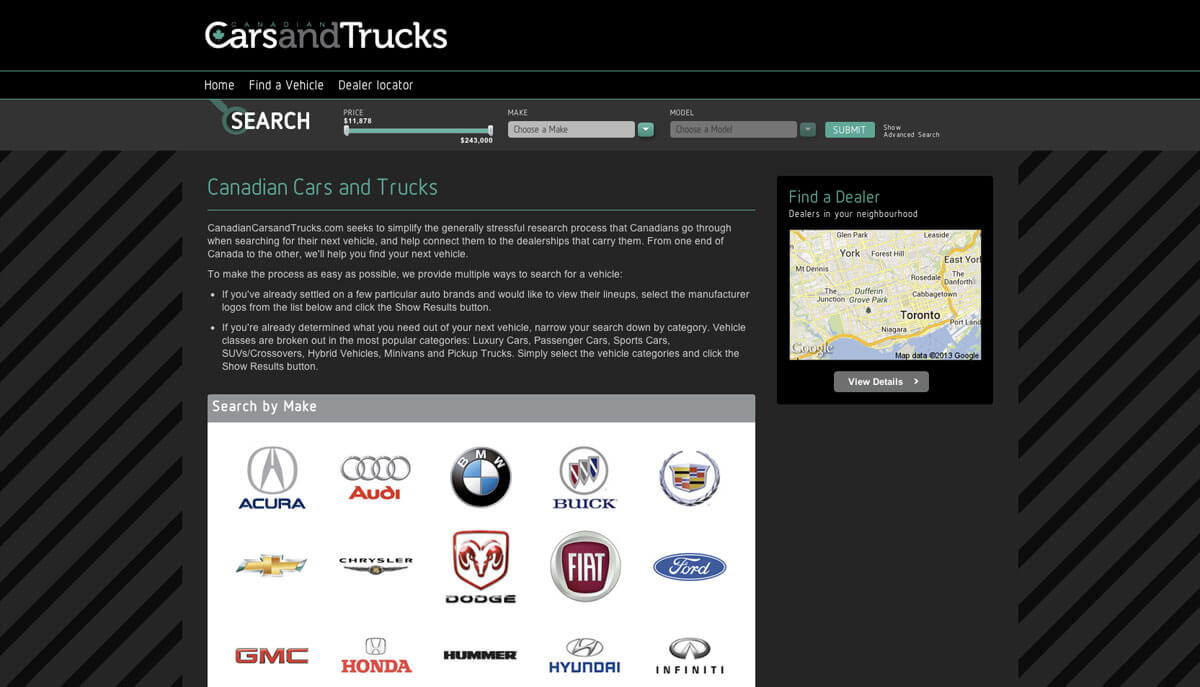 CANADIAN
CarsandTrucks
Home Find a Vehicle Dealer locator
SEARCH
PRICE
$11,878
$243,000
MAKE
Choose a Make
MODEL
Choose a Model
SUBMIT
Show
Advanced Search
Canadian Cars and Trucks
CanadianCarsandTrucks.com seeks to simplify the generally stressful research process that Canadians go through
when searching for their next vehicle, and help connect them to the dealerships that carry them. From one end of
Canada to the other, we'll help you find your next vehicle.
To make the process as easy as possible, we provide multiple ways to search for a vehicle:
• If you've already settled on a few particular auto brands and would like to view their lineups, select the manufacturer
logos from the list below and click the Show Results button.
• If you're already determined what you need out of your next vehicle, narrow your search down by category. Vehicle
classes are broken out in the most popular categories: Luxury Cars, Passenger Cars, Sports Cars,
SUVs/Crossovers, Hybrid Vehicles, Minivans and Pickup Trucks. Simply select the vehicle categories and click the
Show Results button.
Find a Dealer
Dealers in your neighbourhood
Glen Park
Leaside
York
Forest Hill
East Yor
Mt Dennis
Rosedale
The
Danforth
The
Junction
Dufferin
Grove Park
Cabbagetown
Toronto
Niagara
Port Land
Google
Map data ©2013 Google
View Details
Search by Make
ACURA
Audi
BMW
BUICK
CHRYSLER
DODGE
FIAT
Ford
GMC
HONDA
HUMMER
HYUNDAI
INFINITI